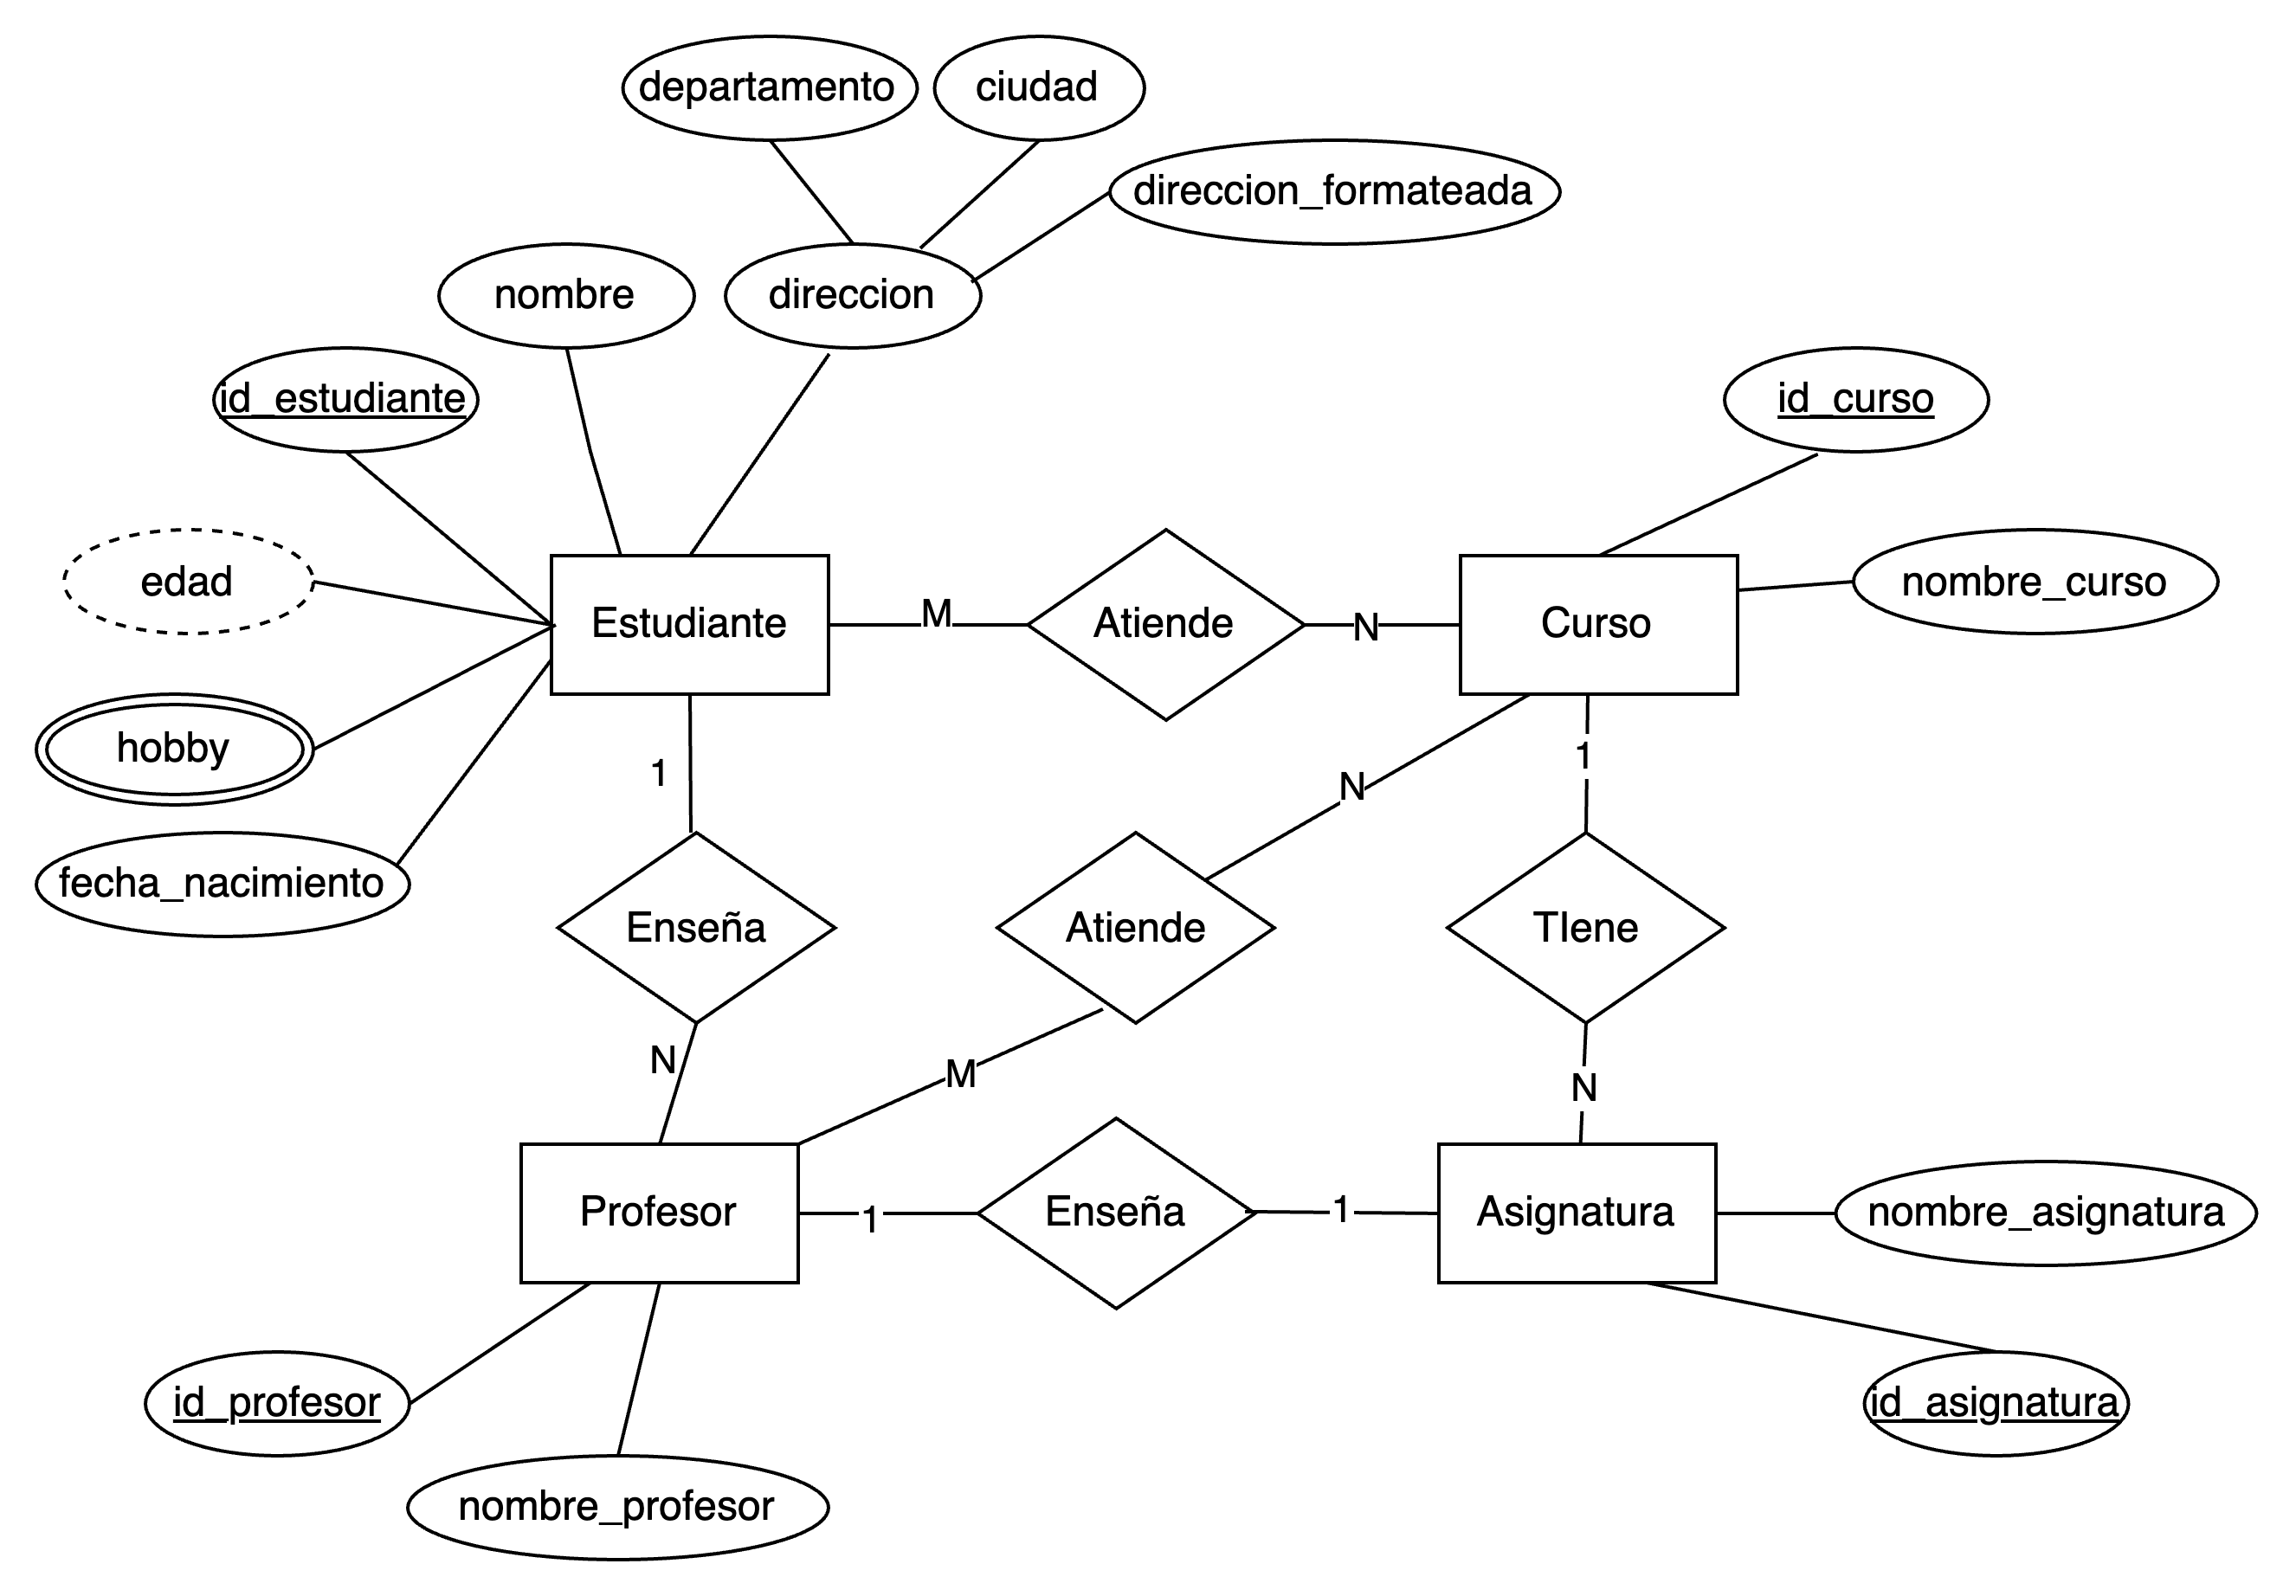 departamento
ciudad
direccion_formateada
nombre
direccion
id_estudiante
id_curso
edad
nombre_curso
Estudiante
M
Atiende
N
Curso
hobby
1
N
1
fecha_nacimiento
Enseña
Atiende
TIene
N
M
N
Profesor
1
Enseña
1
Asignatura
nombre_asignatura
id_profesor
id_asignatura
nombre_profesor